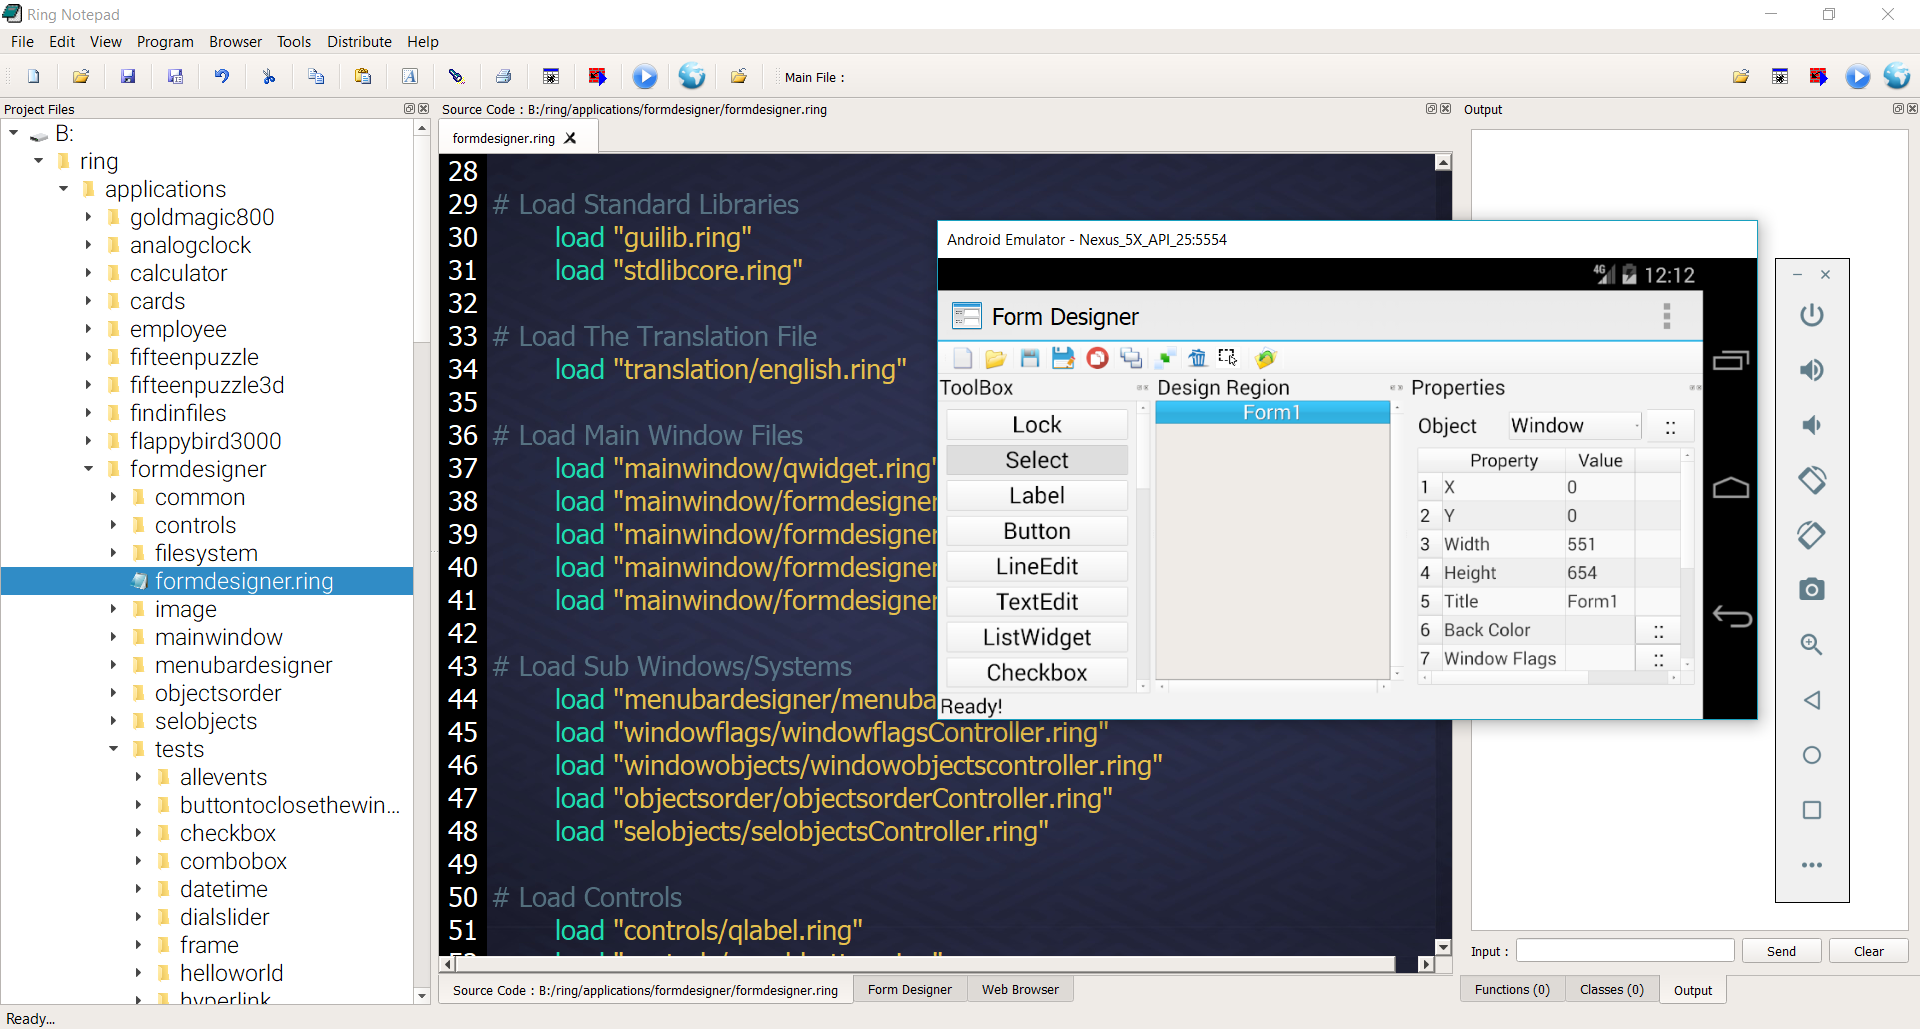 Ring Notepad
File Edit View Program Browser Tools Distribute Help
Main File :
Project Files
B:
ring
applications
goldmagic800
analogclock
calculator
cards
employee
fifteenpuzzle
fifteenpuzzle3d
findinfiles
flappybird3000
formdesigner
common
controls
filesystem
formdesigner.ring
image
mainwindow
menubardesigner
objectsorder
selobjects
tests
allevents
buttontoclosethewin...
checkbox
combobox
datetime
dialslider
frame
helloworld
hyperlink
Source Code : B:/ring/applications/formdesigner/formdesigner.ring
formdesigner.ring
28
29 # Load Standard Libraries
30 load "guilib.ring"
31 load "stdlibcore.ring"
32
33 # Load The Translation File
34 load "translation/english.ring"
35
36 # Load Main Window Files
37 load "mainwindow/qwidget.ring"
38 load "mainwindow/formdesigner
39 load "mainwindow/formdesigner
40 load "mainwindow/formdesigner
41 load "mainwindow/formdesigner
42
43 # Load Sub Windows/Systems
44 load "menubardesigner/menuba
45 load "windowflags/windowflagsController.ring"
46 load "windowobjects/windowobjectscontroller.ring"
47 load "objectsorder/objectsorderController.ring"
48 load "selobjects/selobjectsController.ring"
49
50 # Load Controls
51 load "controls/qlabel.ring"
Source Code : B:/ring/applications/formdesigner/formdesigner.ring Form Designer Web Browser
Android Emulator - Nexus_5X_API_25:5554
4G 12:12
Form Designer
ToolBox
Lock
Select
Label
Button
LineEdit
TextEdit
ListWidget
Checkbox
Design Region
Form1
Properties
Object Window ::
Property Value
1 X 0
2 Y 0
3 Width 551
4 Height 654
5 Title Form1
6 Back Color ::
7 Window Flags ::
Ready!
Output
Input : Send Clear
Functions (0) Classes (0) Output
Ready...